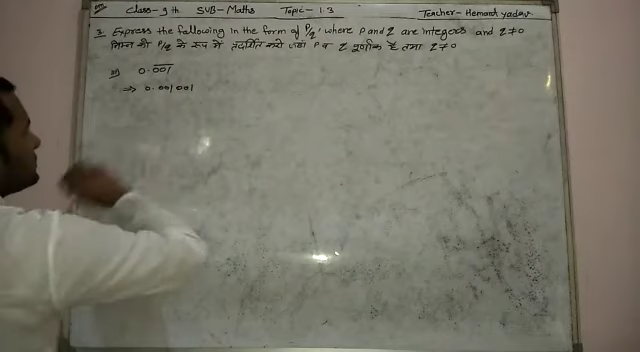 Class-9th SUB-Maths Topic-1.3 Teacher-Hemant yadav
3 Express the following in the form of P/q, where p and q are integers and q≠0
निम्न को P/q के रूप में प्रदर्शित करो जहां P व q पूर्णांक है तथा q≠0
0.001̅
⇒ 0.001001